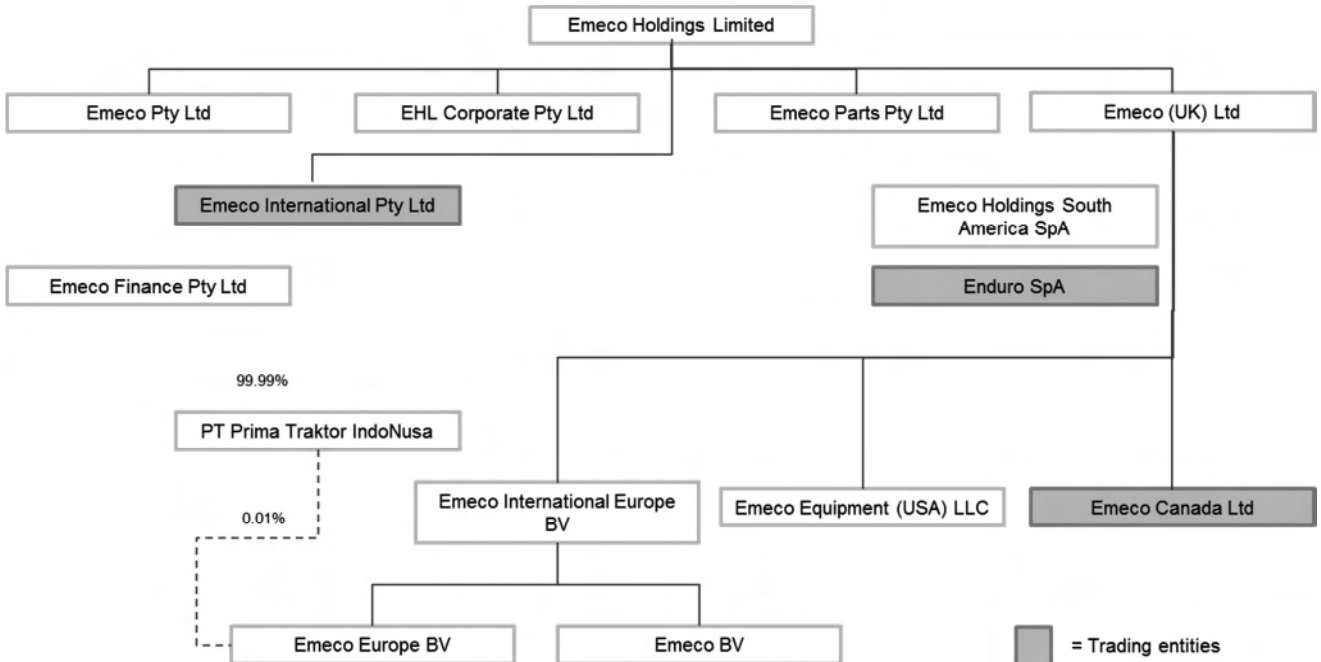 Emeco Holdings Limited
Emeco Pty Ltd
EHL Corporate Pty Ltd
Emeco Parts Pty Ltd
Emeco (UK) Ltd
Emeco International Pty Ltd
Emeco Holdings South
America SpA
Emeco Finance Pty Ltd
Enduro SpA
99.99%
PT Prima Traktor IndoNusa
Emeco International Europe
BV
Emeco Equipment (USA) LLC
Emeco Canada Ltd
0.01%
Emeco Europe BV
Emeco BV
= Trading entities